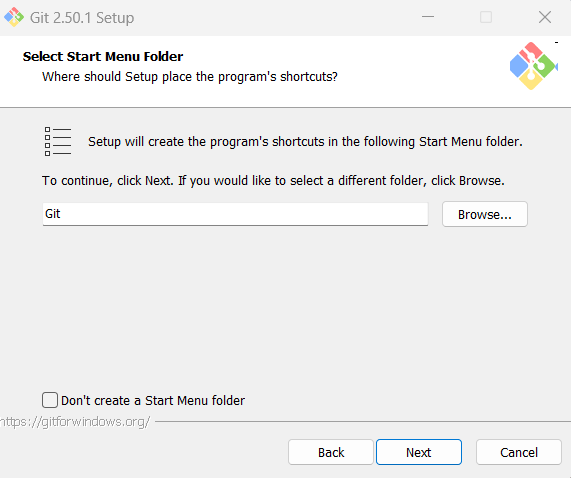 Git 2.50.1 Setup
Select Start Menu Folder
Where should Setup place the program's shortcuts?
Setup will create the program's shortcuts in the following Start Menu folder.
To continue, click Next. If you would like to select a different folder, click Browse.
Git
Browse...
Don't create a Start Menu folder
https://gitforwindows.org/
Back
Next
Cancel